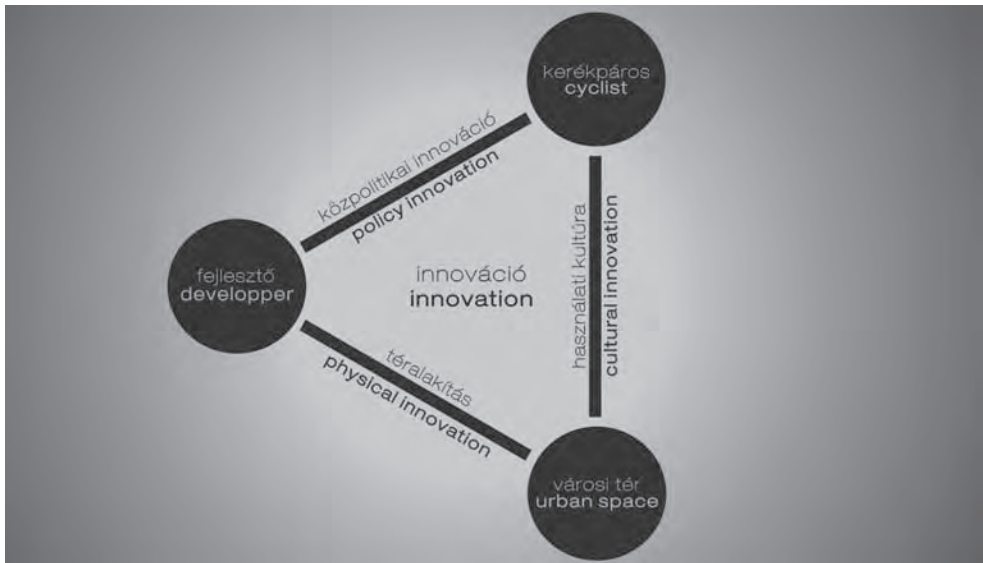 kerékpáros
cyclist
közpolitikai innováció
policy innovation
fejlesztő
developper
innováció
innovation
használati kultúra
cultural innovation
téralakítás
physical innovation
városi tér
urban space